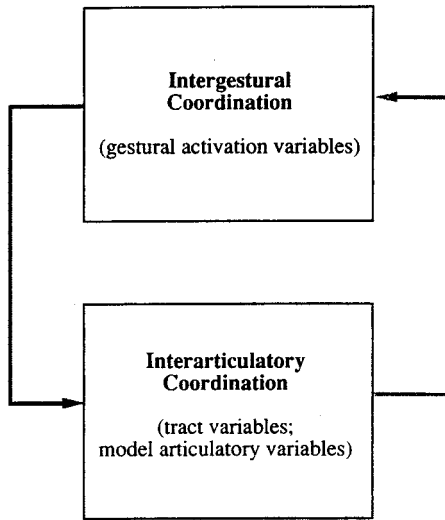 Intergestural
Coordination
(gestural activation variables)
Interarticulatory
Coordination
(tract variables;
model articulatory variables)